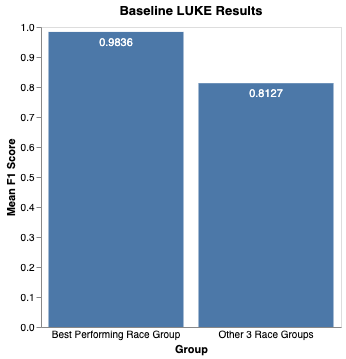 Baseline LUKE Results
1.0
0.9
0.8
0.7
0.6
0.5
0.4
0.3
0.2
0.1
0.0
Mean F1 Score
0.9836
0.8127
Best Performing Race Group
Other 3 Race Groups
Group